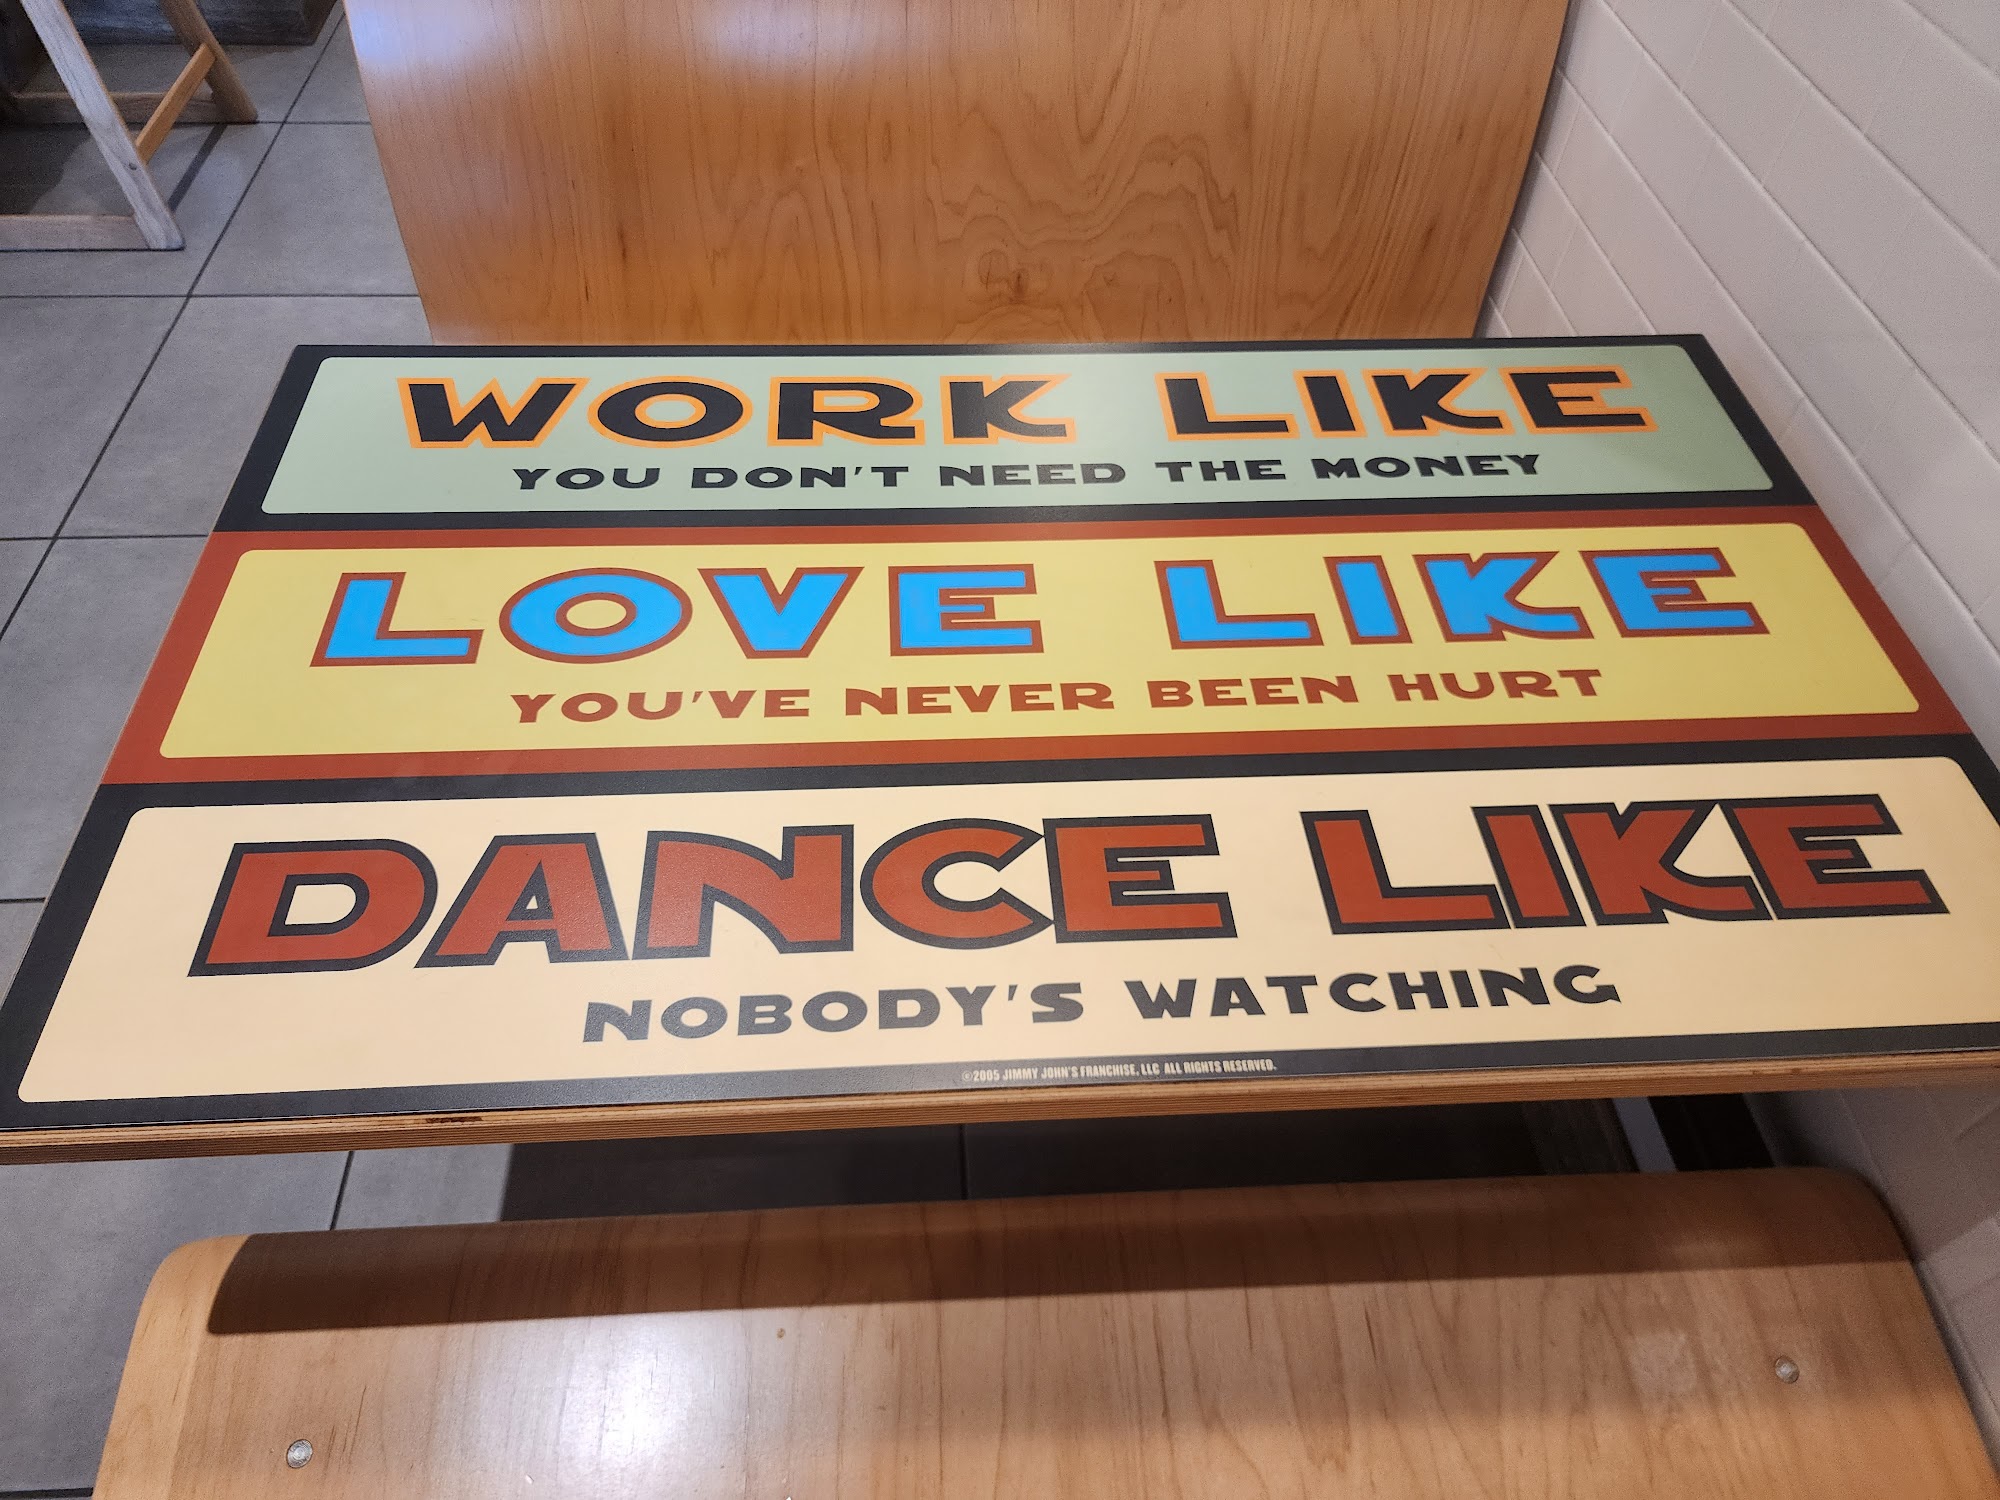 WORK LIKE
YOU DON'T NEED THE MONEY
LOVE LIKE
YOU'VE NEVER BEEN HURT
DANCE LIKE
NOBODY'S WATCHING
©2005 JIMMY JOHN'S FRANCHISE, LLC ALL RIGHTS RESERVED.